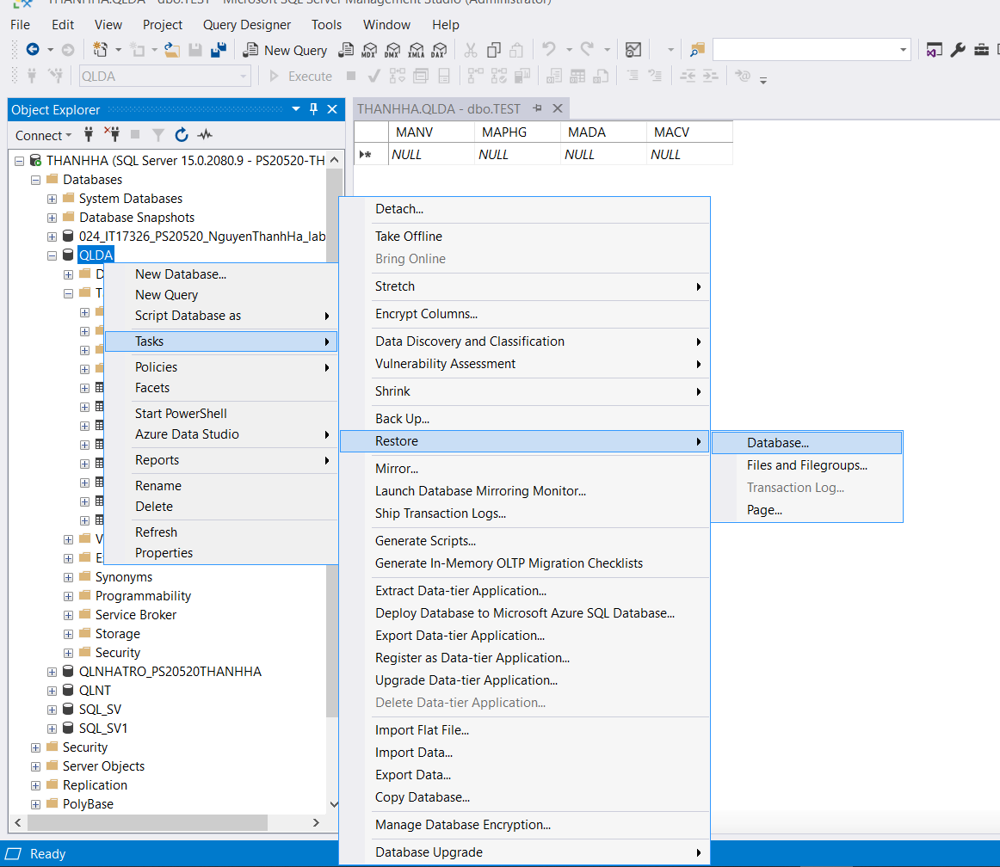 THANHHA.QLDA - dbo.TEST - Microsoft SQL Server Management Studio (Administrator)
File Edit View Project Query Designer Tools Window Help
New Query MDX DMX XMLA DAX
QLDA Execute
Object Explorer
Connect
THANHHA (SQL Server 15.0.2080.9 - PS20520-TH
Databases
System Databases
Database Snapshots
024_IT17326_PS20520_NguyenThanhHa_lab
QLDA
D
T
V
E
Synonyms
Programmability
Service Broker
Storage
Security
QLNHATRO_PS20520THANHHA
QLNT
SQL_SV
SQL_SV1
Security
Server Objects
Replication
PolyBase
THANHHA.QLDA - dbo.TEST
MANV MAPHG MADA MACV
NULL NULL NULL NULL
New Database...
New Query
Script Database as
Tasks
Policies
Facets
Start PowerShell
Azure Data Studio
Reports
Rename
Delete
Refresh
Properties
Detach...
Take Offline
Bring Online
Stretch
Encrypt Columns...
Data Discovery and Classification
Vulnerability Assessment
Shrink
Back Up...
Restore
Mirror...
Launch Database Mirroring Monitor...
Ship Transaction Logs...
Generate Scripts...
Generate In-Memory OLTP Migration Checklists
Extract Data-tier Application...
Deploy Database to Microsoft Azure SQL Database...
Export Data-tier Application...
Register as Data-tier Application...
Upgrade Data-tier Application...
Delete Data-tier Application...
Import Flat File...
Import Data...
Export Data...
Copy Database...
Manage Database Encryption...
Database Upgrade
Database...
Files and Filegroups...
Transaction Log...
Page...
Ready